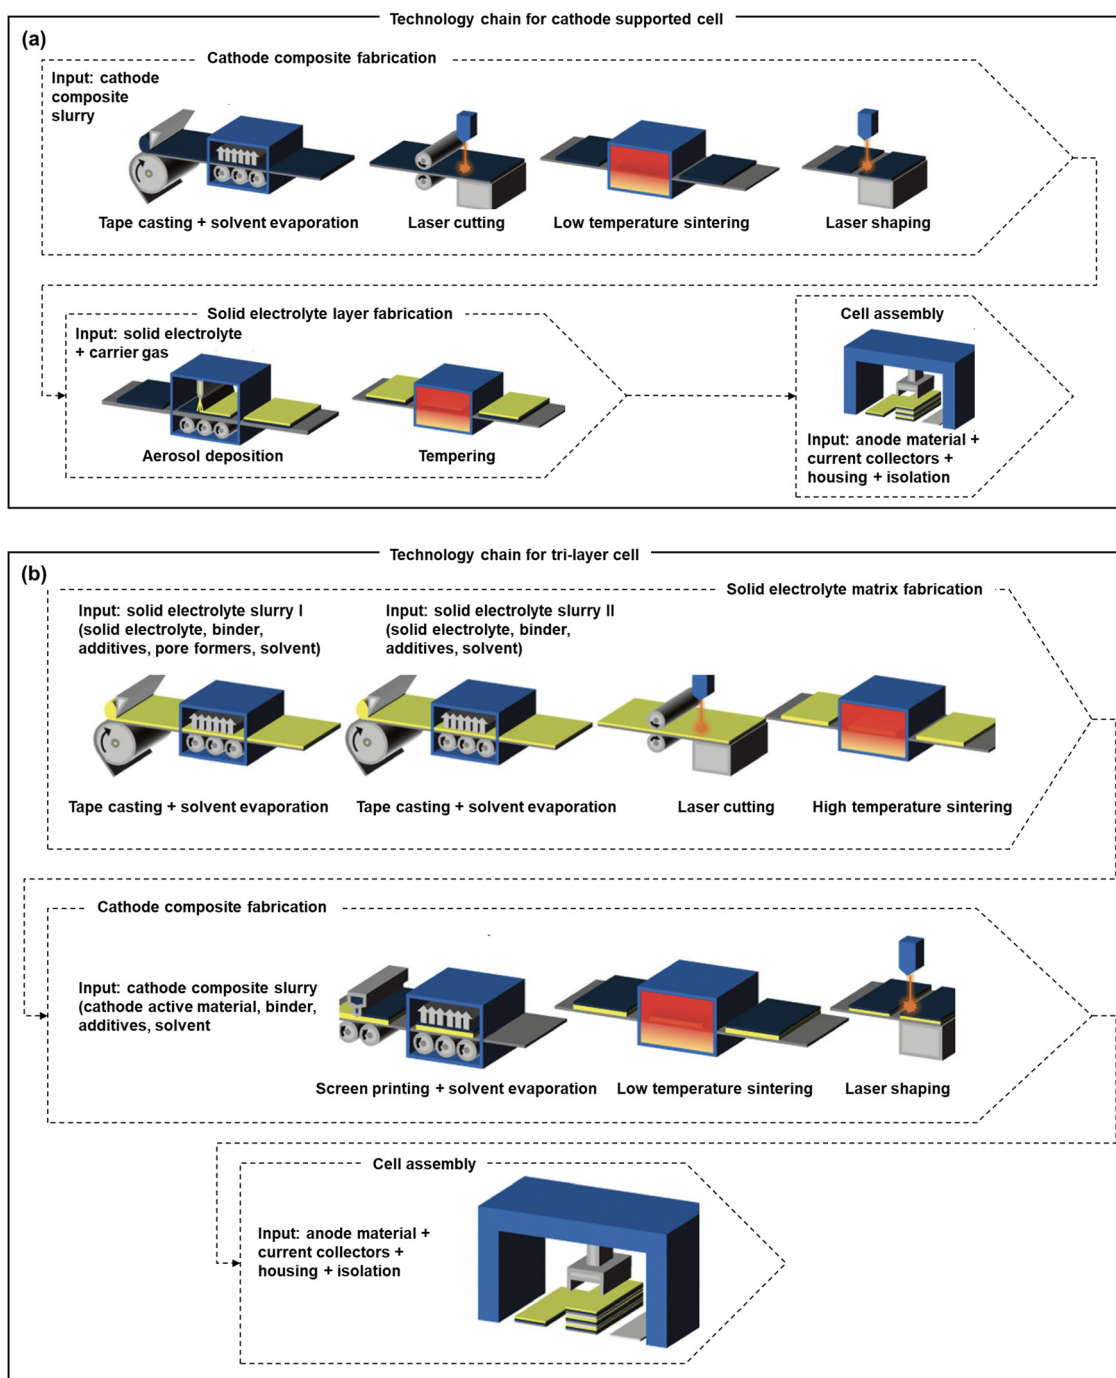 Technology chain for cathode supported cell
(a)
Cathode composite fabrication
Input: cathode
composite
slurry
Tape casting + solvent evaporation
Laser cutting
Low temperature sintering
Laser shaping
Solid electrolyte layer fabrication
Input: solid electrolyte
+ carrier gas
Aerosol deposition
Tempering
Cell assembly
Input: anode material +
current collectors +
housing + isolation
Technology chain for tri-layer cell
(b)
Solid electrolyte matrix fabrication
Input: solid electrolyte slurry I
(solid electrolyte, binder,
additives, pore formers, solvent)
Input: solid electrolyte slurry II
(solid electrolyte, binder,
additives, solvent)
Tape casting + solvent evaporation
Tape casting + solvent evaporation
Laser cutting
High temperature sintering
Cathode composite fabrication
Input: cathode composite slurry
(cathode active material, binder,
additives, solvent
Screen printing + solvent evaporation
Low temperature sintering
Laser shaping
Cell assembly
Input: anode material +
current collectors +
housing + isolation